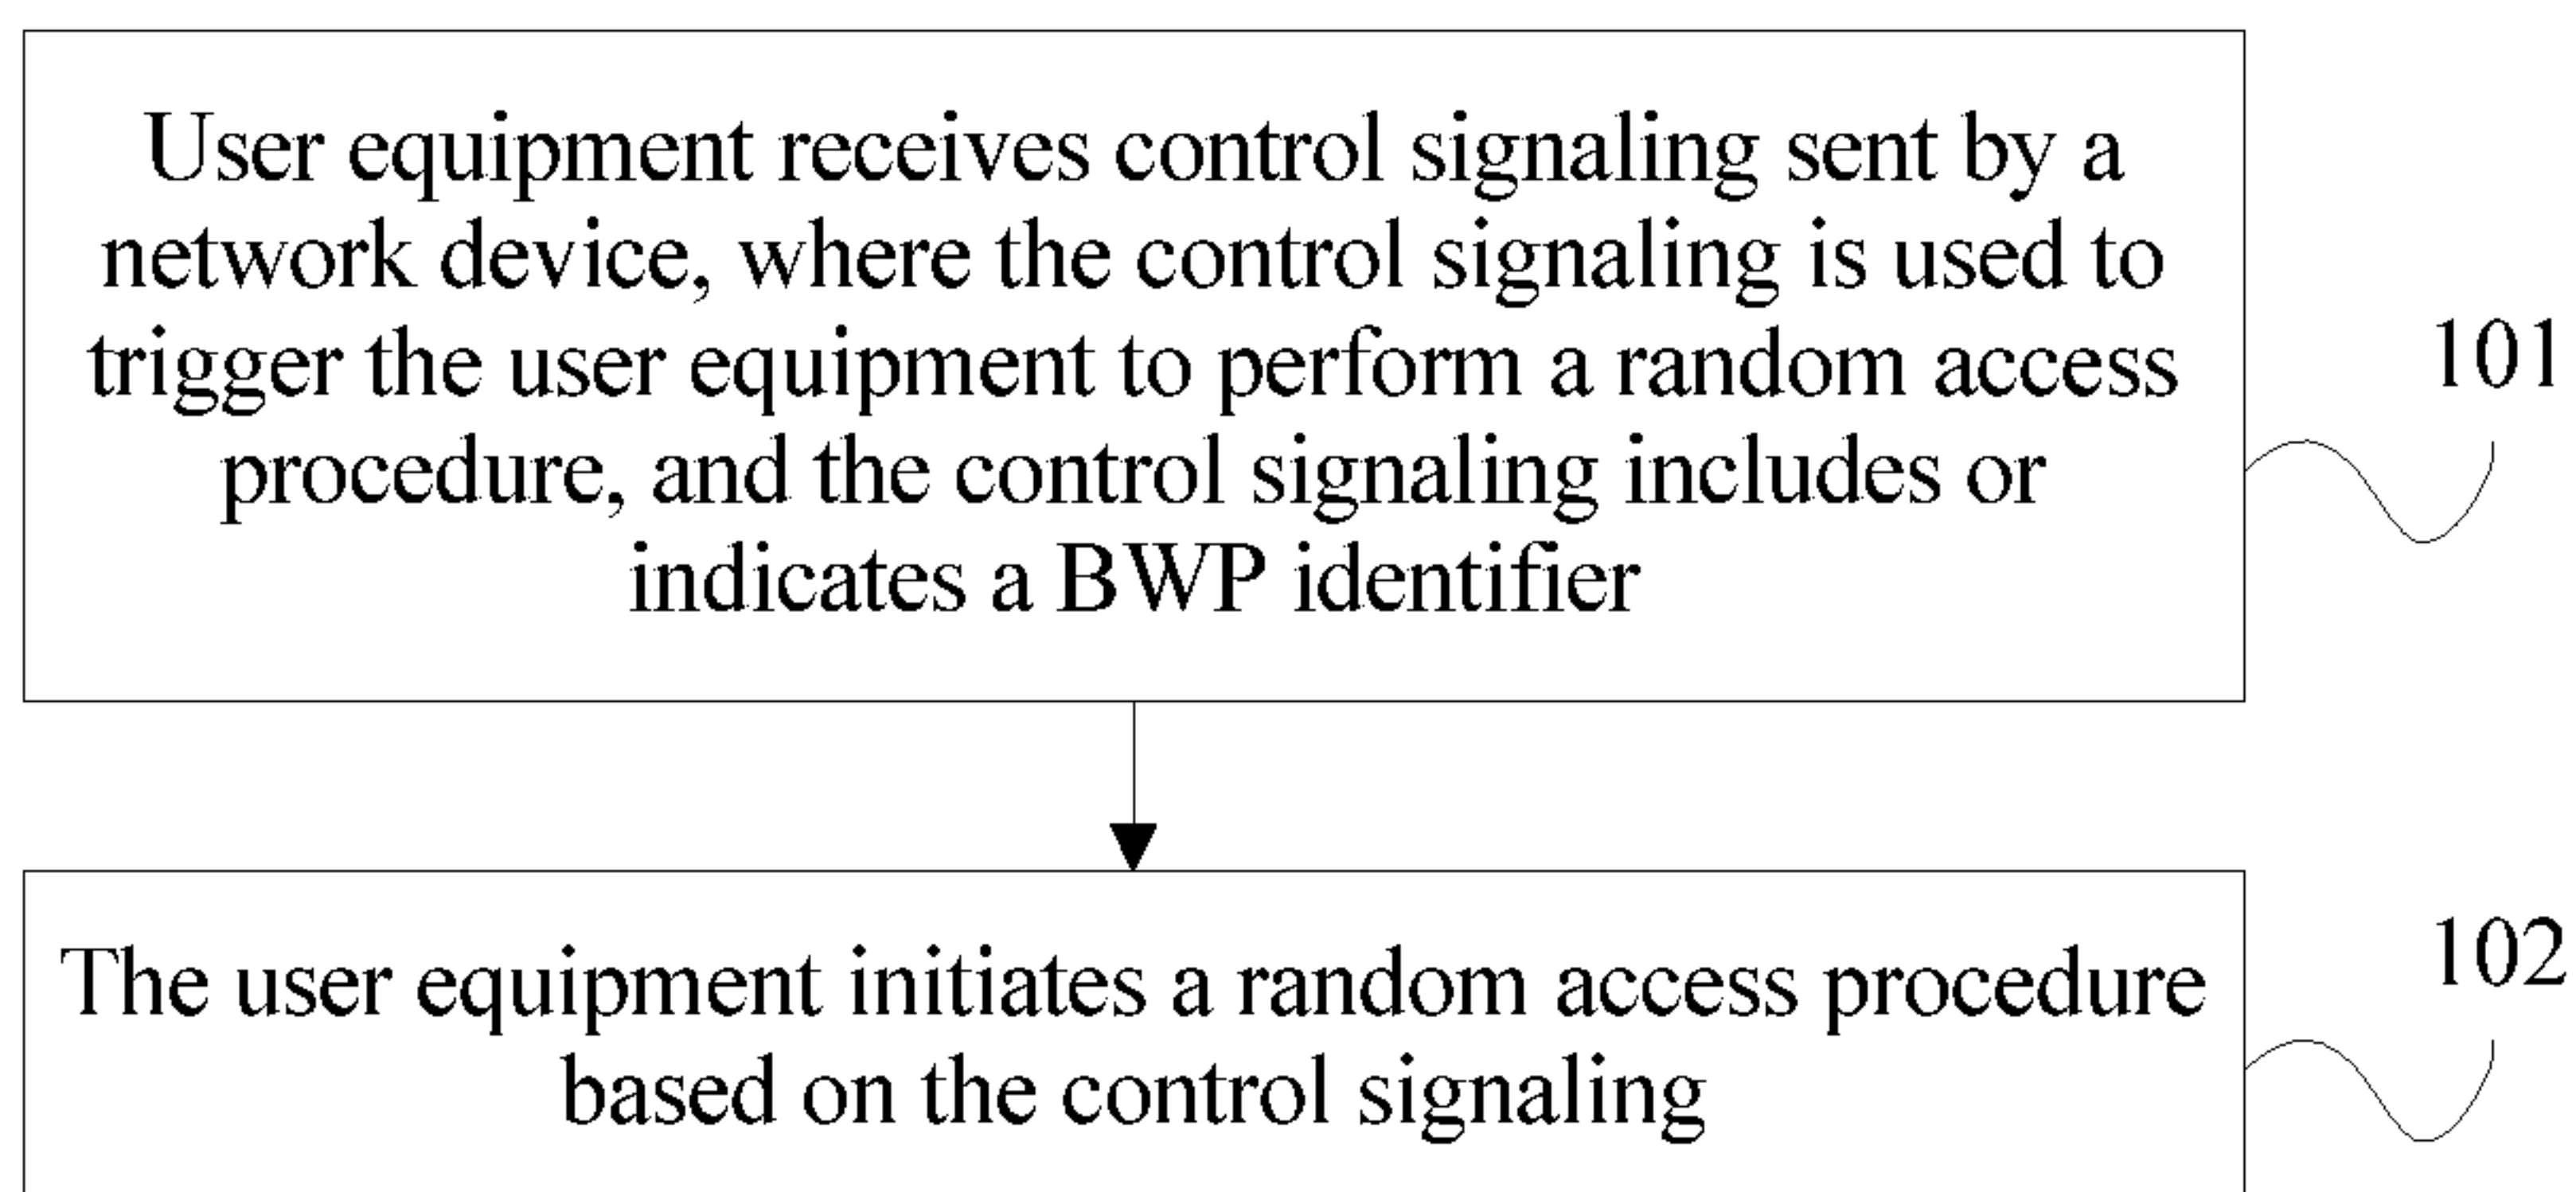 User equipment receives control signaling sent by a
network device, where the control signaling is used to
trigger the user equipment to perform a random access
procedure, and the control signaling includes or
indicates a BWP identifier
101
The user equipment initiates a random access procedure
based on the control signaling
102